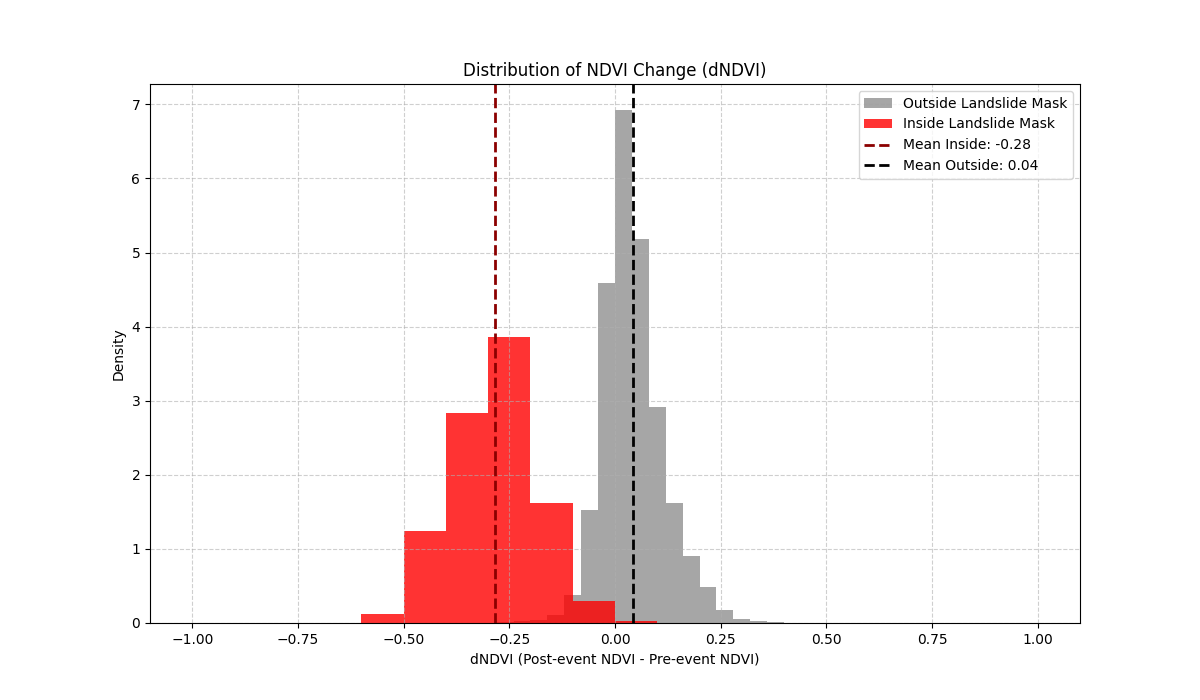 Distribution of NDVI Change (dNDVI)
Outside Landslide Mask
Inside Landslide Mask
Mean Inside: -0.28
Mean Outside: 0.04
7
6
5
4
3
2
1
0
Density
−1.00 −0.75 −0.50 −0.25 0.00 0.25 0.50 0.75 1.00
dNDVI (Post-event NDVI - Pre-event NDVI)